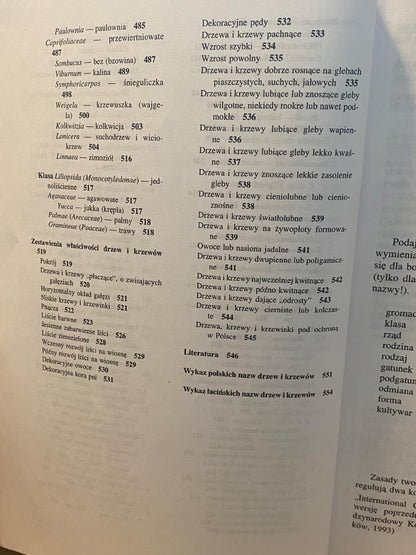 Paulownia — paulownia 485
Caprifoliaceae — przewiertniowate
487
Sambucus — bez (bzowina) 487
Viburnum — kalina 489
Symphoricarpos — śnieguliczka
498
Weigela — krzewuszka (wajge-
la) 500
Kolkwitzia — kolkwicja 503
Lonicera — suchodrzew i wicio-
krzew 504
Linnaea — zimoziół 516
Klasa Liliopsida (Monocotyledonae) — jed-
noliścienne 517
Agavaceae — agawowate 517
Yucca — jukka (krępla) 517
Palmae (Arecaceae) — palmy 518
Gramineae (Poaceae) — trawy 518
Zestawienia właściwości drzew i krzewów
519
Pokrój 519
Drzewa i krzewy „płaczące”, o zwisających
gałęziach 520
Horyzontalny układ gałęzi 521
Niskie krzewy i krzewinki 521
Pnącza 522
Liście barwne 523
Jesienne zabarwienie liści 526
Liście zimozielone 528
Wczesny rozwój liści na wiosnę 529
Późny rozwój liści na wiosnę 529
Dekoracyjne owoce 530
Dekoracyjna kora pni 531
Dekoracyjne pędy 532
Drzewa i krzewy pachnące 533
Wzrost szybki 534
Wzrost powolny 535
Drzewa i krzewy dobrze rosnące na glebach
piaszczystych, suchych, jałowych 535
Drzewa i krzewy lubiące lub znoszące gleby
wilgotne, niekiedy mokre lub nawet pod-
mokłe 536
Drzewa i krzewy lubiące gleby wapien-
ne 536
Drzewa i krzewy lubiące gleby lekko kwaś-
ne 537
Drzewa i krzewy znoszące lekkie zasolenie
gleby 538
Drzewa i krzewy cieniolubne lub cienio-
znośne 538
Drzewa i krzewy światłolubne 539
Drzewa i krzewy na żywopłoty formowa-
ne 539
Owoce lub nasiona jadalne 541
Drzewa i krzewy dwupienne lub poligamicz-
ne 541
Drzewa i krzewy najwcześniej kwitnące 542
Drzewa i krzewy późno kwitnące 542
Drzewa i krzewy dające „odrosty” 543
Drzewa i krzewy cierniste lub kolczas-
te 544
Drzewa, krzewy i krzewinki pod ochroną
w Polsce 545
Literatura 546
Wykaz polskich nazw drzew i krzewów 551
Wykaz łacińskich nazw drzew i krzewów 554
Podaj
wymienia
się dla bo
(tylko dla
nazwy!).
gromad
klasa
rząd
rodzina
rodzaj
gatunek
podgatun
odmiana
forma
kultywar
Zasady two
regulują dwa ko
„International C
wersję poprzed
dzynarodowy Ko
ków, 1993)